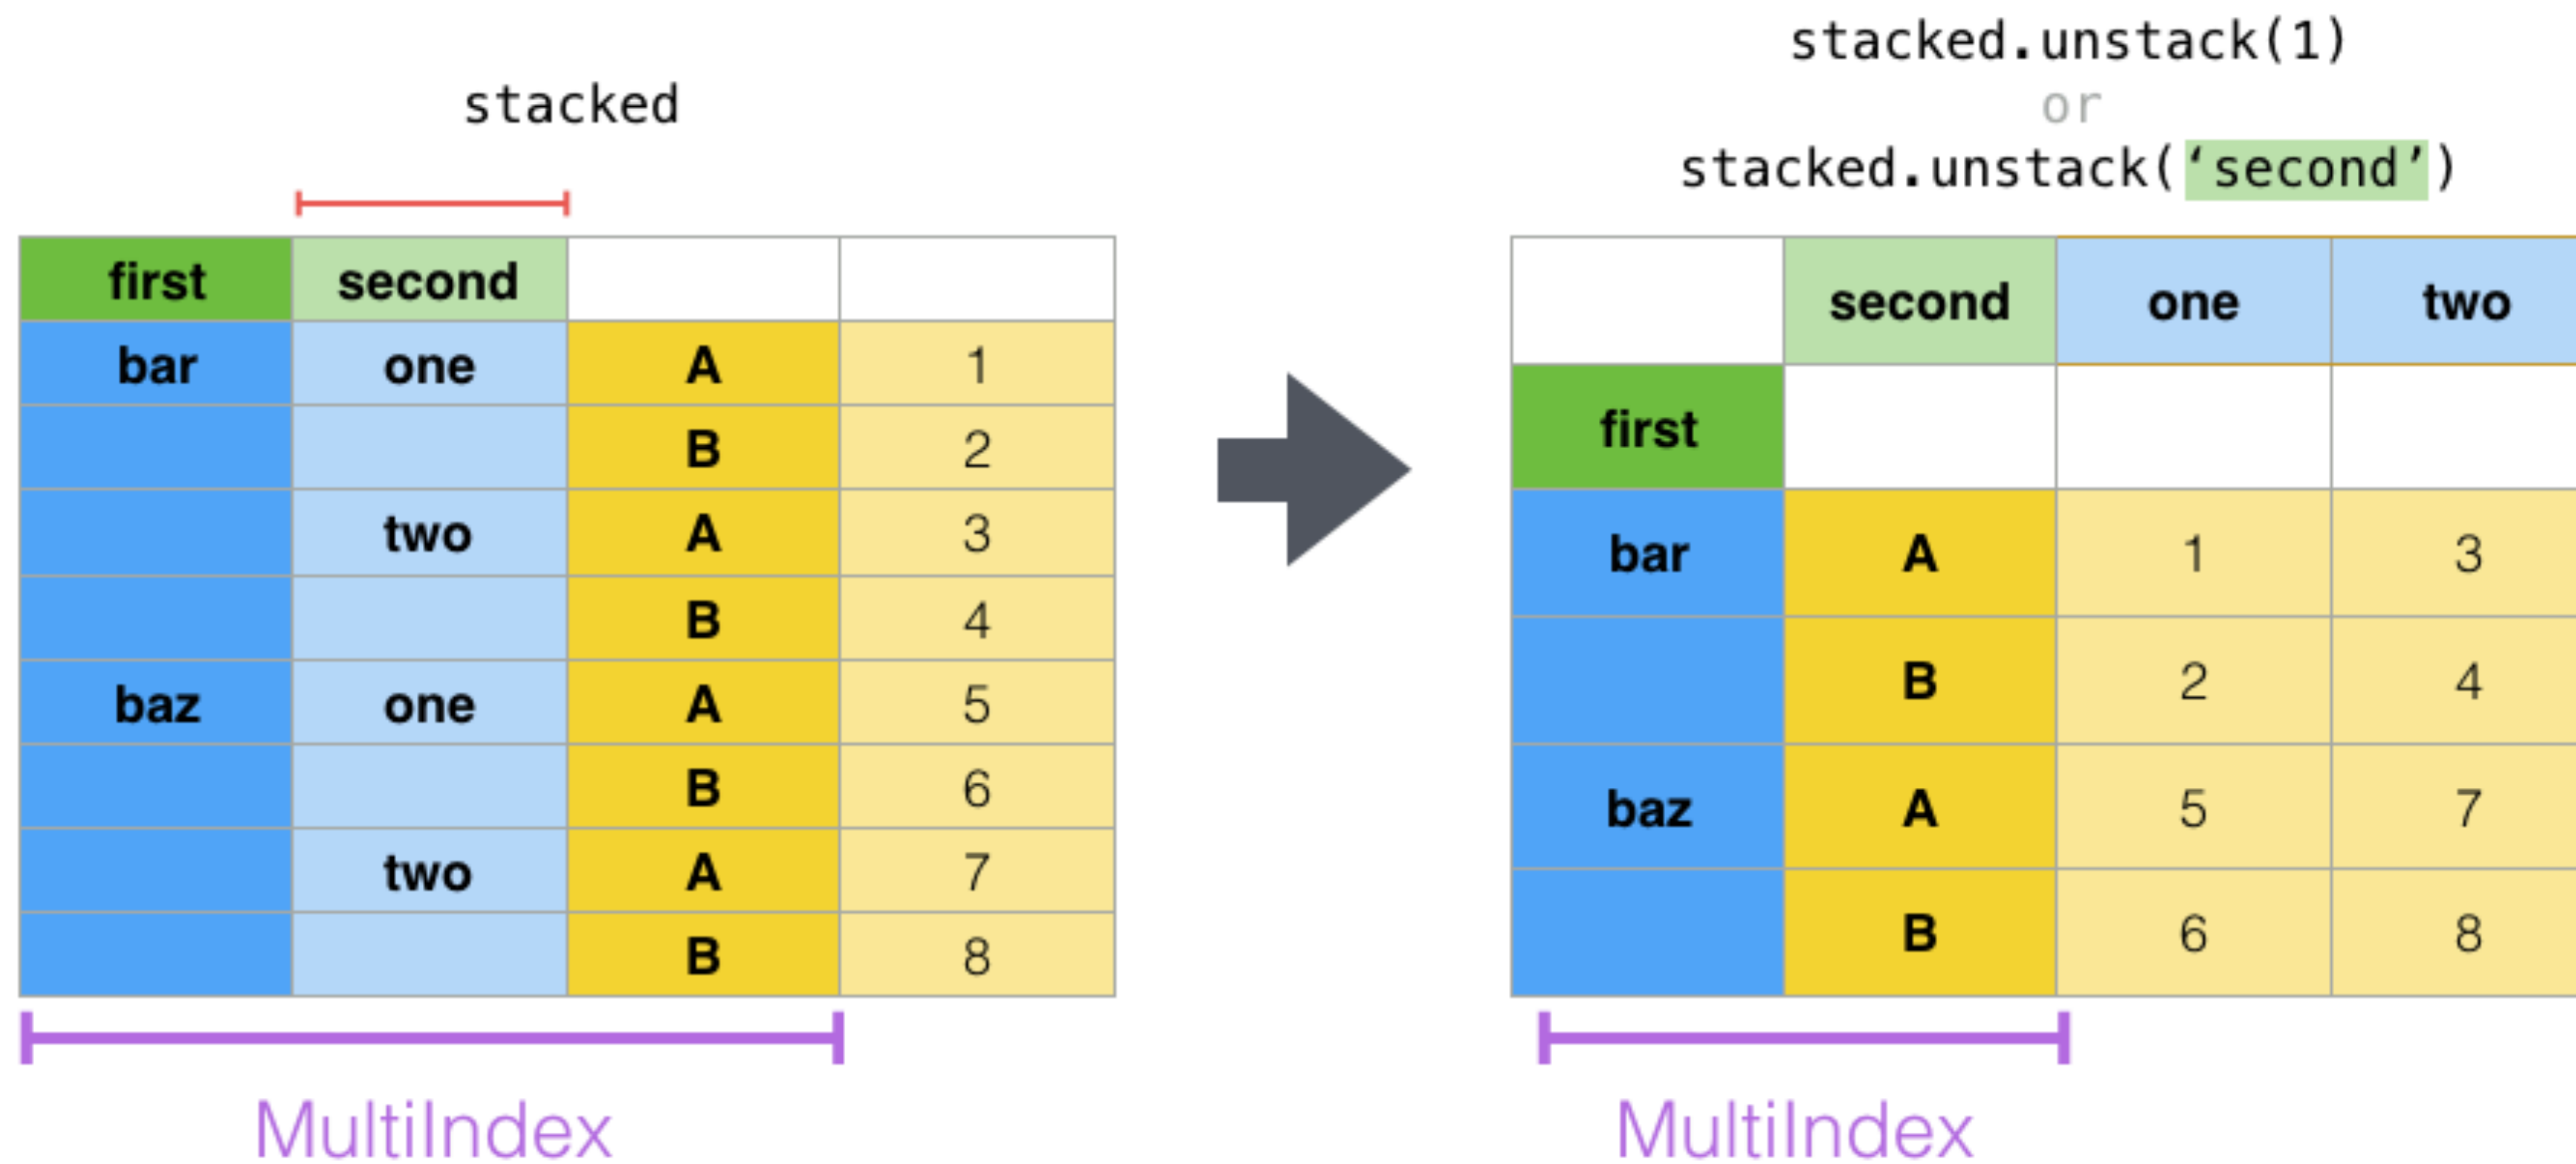 stacked
first second
bar one A 1
B 2
two A 3
B 4
baz one A 5
B 6
two A 7
B 8
MultiIndex
stacked.unstack(1)
or
stacked.unstack(‘second’)
second one two
first
bar A 1 3
B 2 4
baz A 5 7
B 6 8
MultiIndex